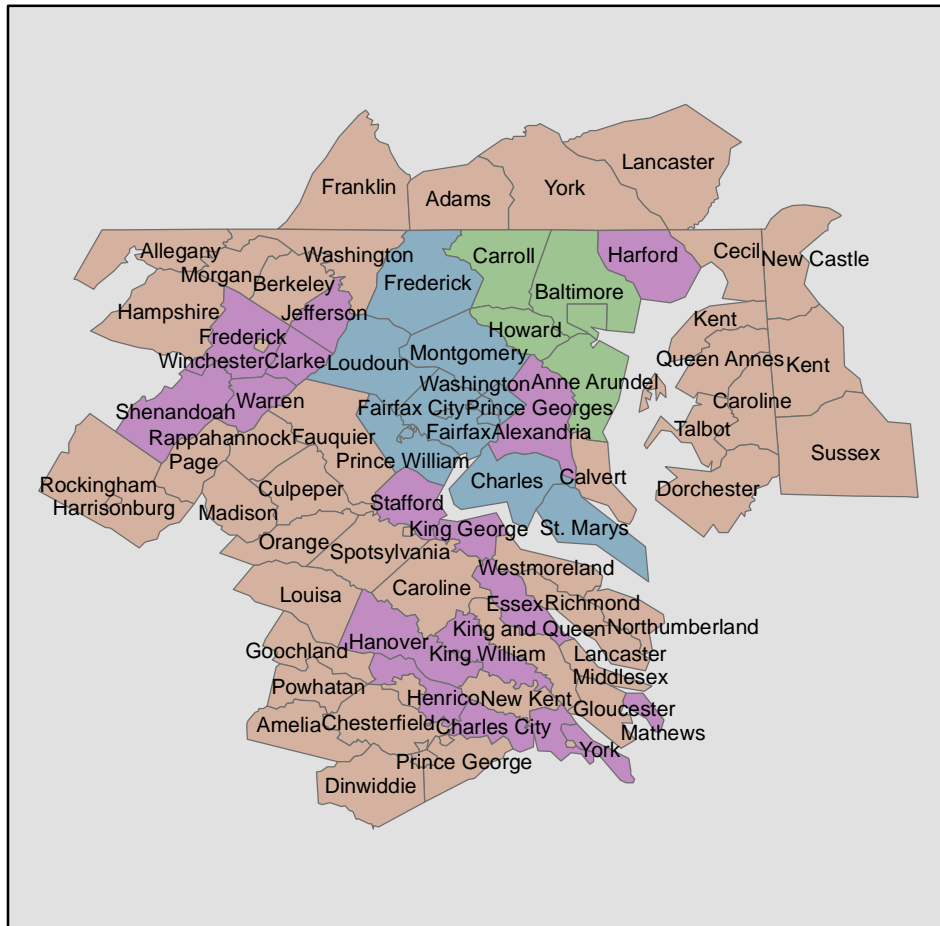 Lancaster
Franklin
Adams
York
Allegany
Washington
Carroll
Harford
Cecil
New Castle
Morgan
Berkeley
Frederick
Baltimore
Hampshire
Jefferson
Kent
Frederick
Howard
Winchester
Clarke
Loudoun
Montgomery
Queen Annes
Kent
Washington
Anne Arundel
Shenandoah
Warren
Fairfax City
Prince Georges
Caroline
Rappahannock
Fauquier
Fairfax
Alexandria
Talbot
Sussex
Page
Prince William
Rockingham
Culpeper
Charles
Calvert
Dorchester
Harrisonburg
Madison
Stafford
Orange
Spotsylvania
King George
St. Marys
Louisa
Caroline
Westmoreland
Essex
Richmond
Hanover
King and Queen
Northumberland
Goochland
King William
Lancaster
Powhatan
Henrico
New Kent
Middlesex
Amelia
Chesterfield
Charles City
Gloucester
Mathews
Prince George
York
Dinwiddie